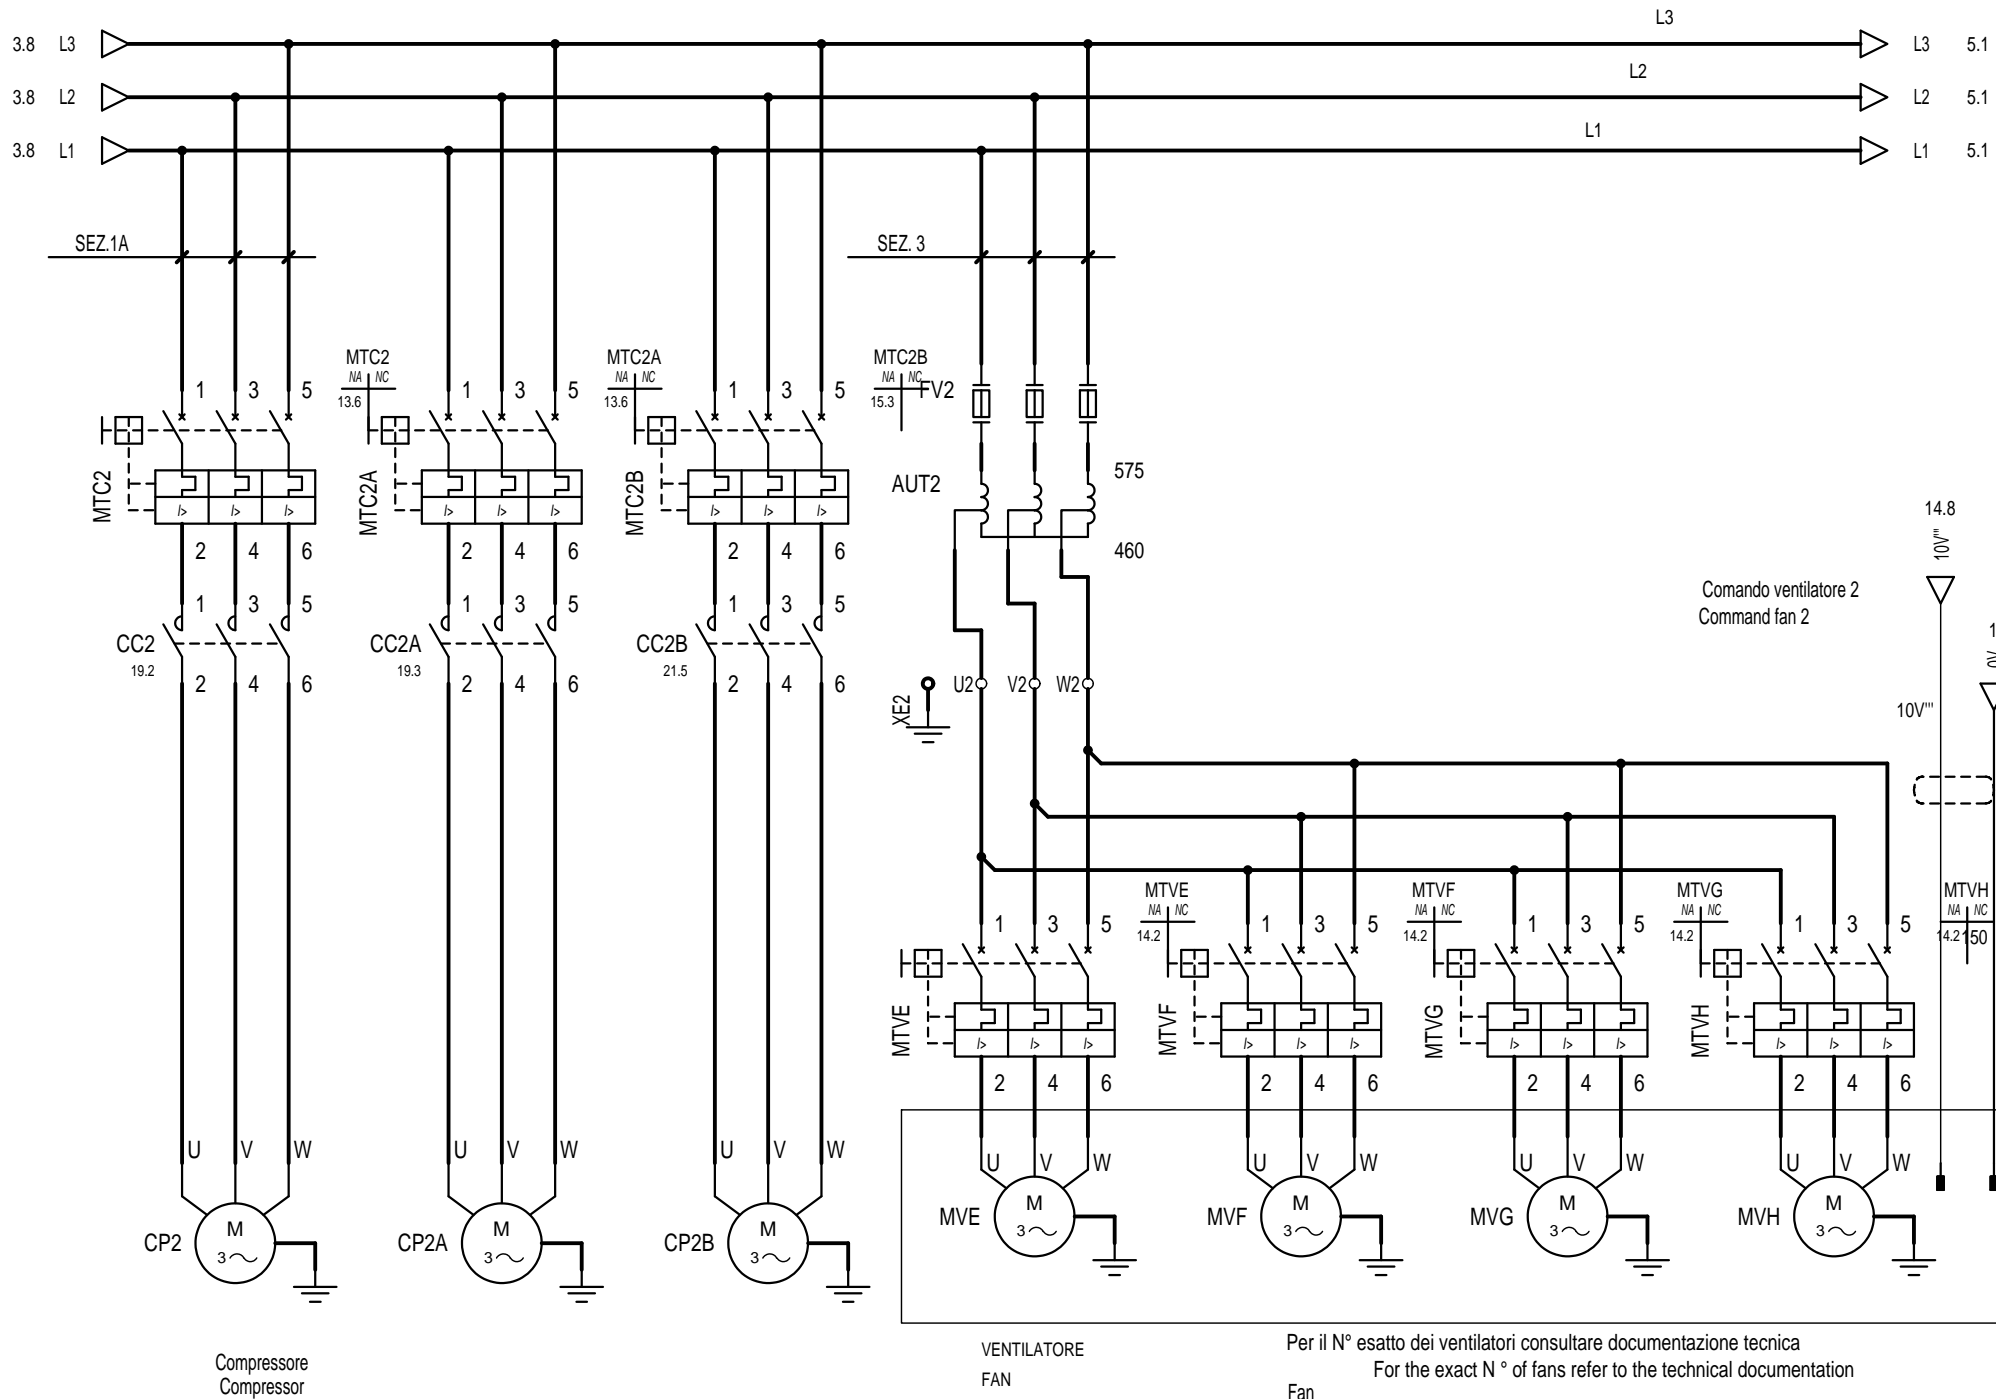 L3
3.8 L3 L3 5.1
L2
3.8 L2 L2 5.1
L1
3.8 L1 L1 5.1
SEZ.1A SEZ. 3
MTC2 MTC2A MTC2B
NA NC NA NC NA NC
13.6 13.6 15.3 FV2
1 3 5 1 3 5 1 3 5
MTC2 MTC2A MTC2B
I> I> I> I> I> I> I> I> I>
AUT2 575
2 4 6 2 4 6 2 4 6 460
14.8
10V'''
1 3 5 1 3 5 1 3 5
Comando ventilatore 2
Command fan 2
CC2 CC2A CC2B
19.2 19.3 21.5
2 4 6 2 4 6 2 4 6
XE2 U2 V2 W2
1
0V
10V'''
MTVE MTVF MTVG MTVH
NA NC NA NC NA NC NA NC
14.2 14.2 14.2 14.2 150
1 3 5 1 3 5 1 3 5 1 3 5
MTVE MTVF MTVG MTVH
I> I> I> I> I> I> I> I> I> I> I> I>
2 4 6 2 4 6 2 4 6 2 4 6
U V W U V W U V W
U V W U V W U V W U V W
MVE M 3 MVF M 3 MVG M 3 MVH M 3
CP2 M 3 CP2A M 3 CP2B M 3
VENTILATORE
FAN
Per il N° esatto dei ventilatori consultare documentazione tecnica
For the exact N ° of fans refer to the technical documentation
Fan
Compressore
Compressor